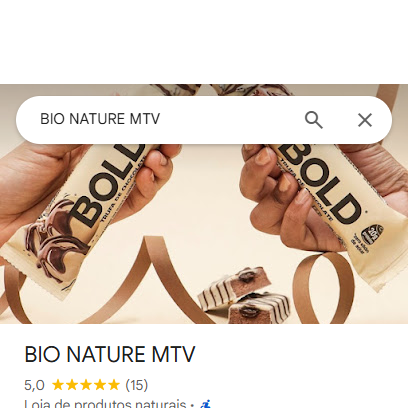 BIO NATURE MTV
BOLD
TRUFA DE CHOCOLATE
BOLD
TRUFA DE CHOCOLATE
BIO NATURE MTV
5,0 (15)
Loja de produtos naturais ·